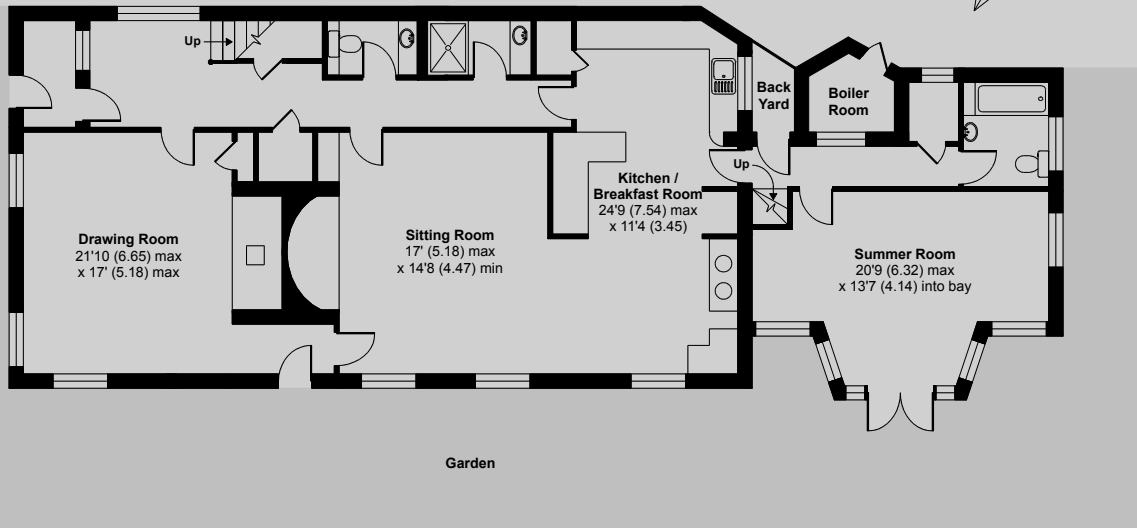 Up
Back
Yard
Boiler
Room
Up
Kitchen /
Breakfast Room
24'9 (7.54) max
x 11'4 (3.45)
Drawing Room
21'10 (6.65) max
x 17' (5.18) max
Sitting Room
17' (5.18) max
x 14'8 (4.47) min
Summer Room
20'9 (6.32) max
x 13'7 (4.14) into bay
Garden